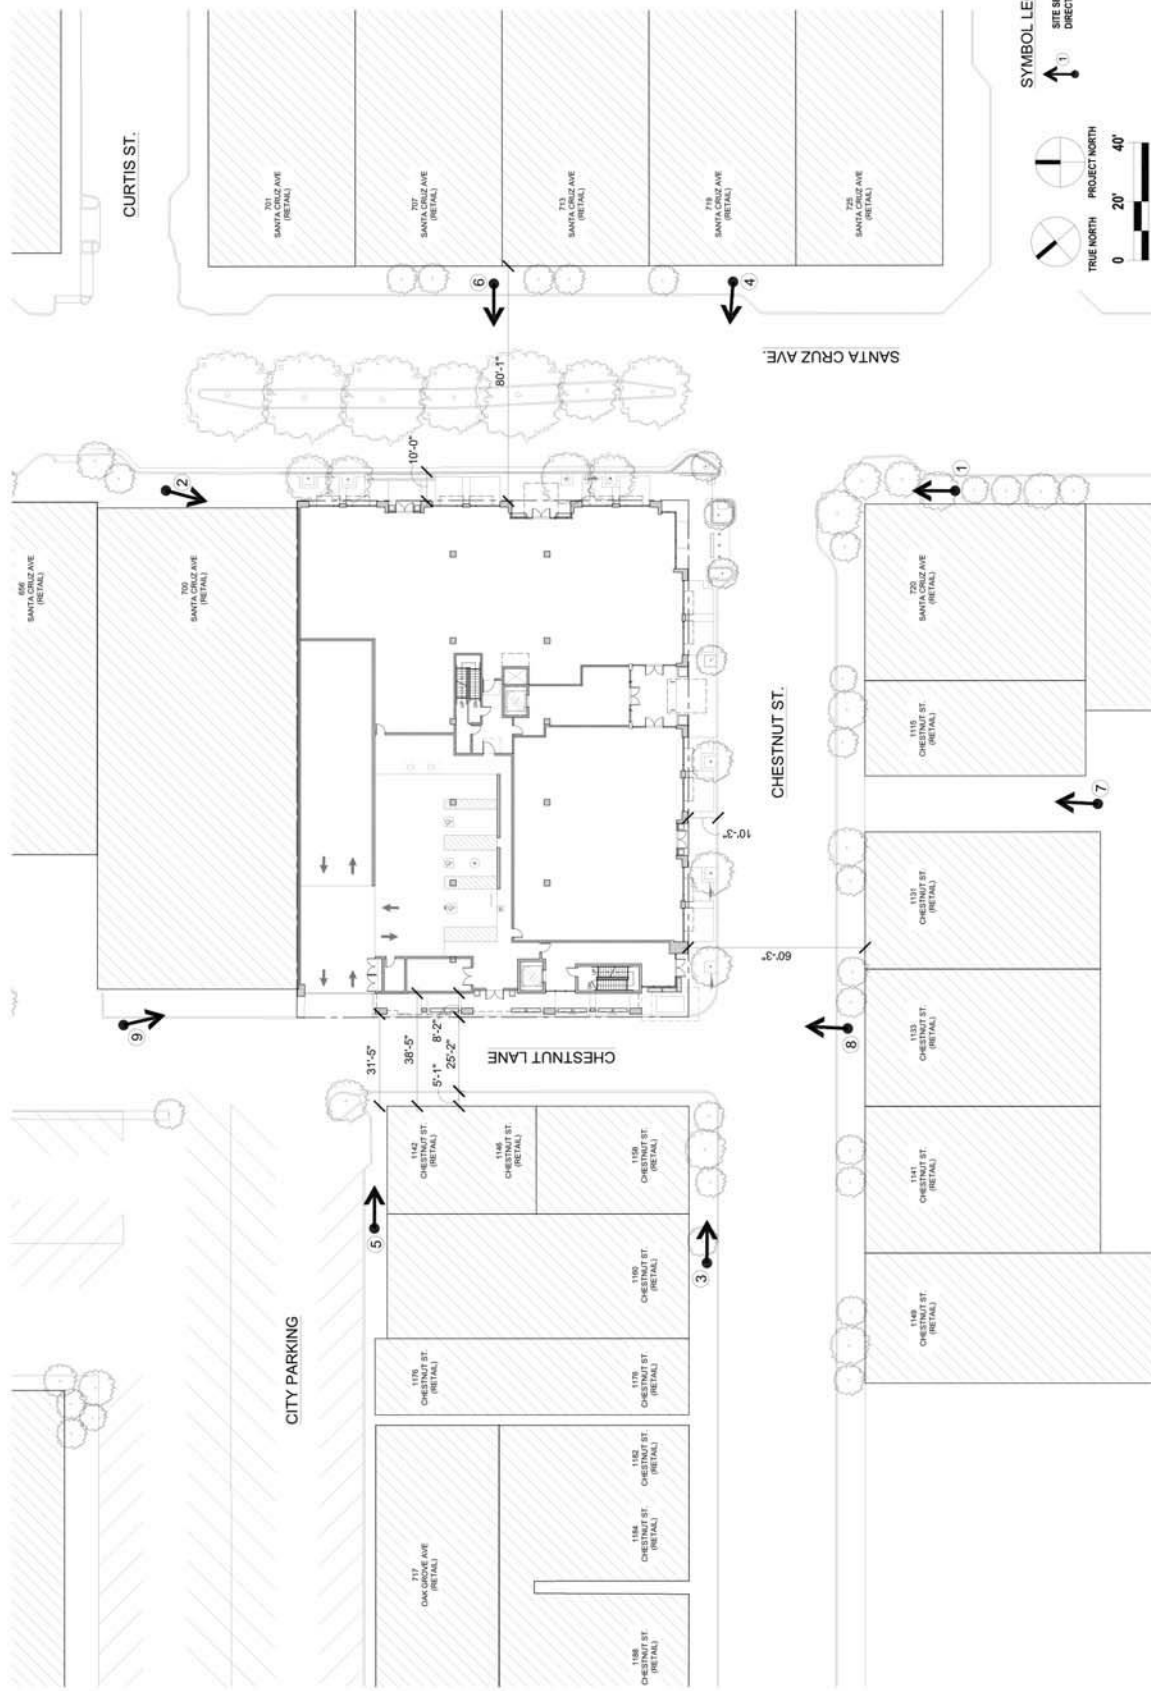 CURTIS ST.
SYMBOL LE
SITE S
DIREC
1
701
SANTA CRUZ AVE
(RETAIL)
707
SANTA CRUZ AVE
(RETAIL)
713
SANTA CRUZ AVE
(RETAIL)
719
SANTA CRUZ AVE
(RETAIL)
725
SANTA CRUZ AVE
(RETAIL)
TRUE NORTH
PROJECT NORTH
0
20'
40'
6
4
SANTA CRUZ AVE.
80'-1"
10'-0"
2
1
656
SANTA CRUZ AVE
(RETAIL)
700
SANTA CRUZ AVE
(RETAIL)
720
SANTA CRUZ AVE
(RETAIL)
1115
CHESTNUT ST.
(RETAIL)
CHESTNUT ST.
7
10'-3"
1131
CHESTNUT ST.
(RETAIL)
60'-3"
9
8
1133
CHESTNUT ST.
(RETAIL)
CHESTNUT LANE
31'-5"
38'-5"
8'-2"
25'-2"
5'-1"
1142
CHESTNUT ST.
(RETAIL)
1146
CHESTNUT ST.
(RETAIL)
1158
CHESTNUT ST.
(RETAIL)
1141
CHESTNUT ST.
(RETAIL)
5
3
1160
CHESTNUT ST.
(RETAIL)
1149
CHESTNUT ST.
(RETAIL)
CITY PARKING
1176
CHESTNUT ST.
(RETAIL)
1178
CHESTNUT ST.
(RETAIL)
1182
CHESTNUT ST.
(RETAIL)
1184
CHESTNUT ST.
(RETAIL)
717
OAK GROVE AVE
(RETAIL)
1188
CHESTNUT ST.
(RETAIL)